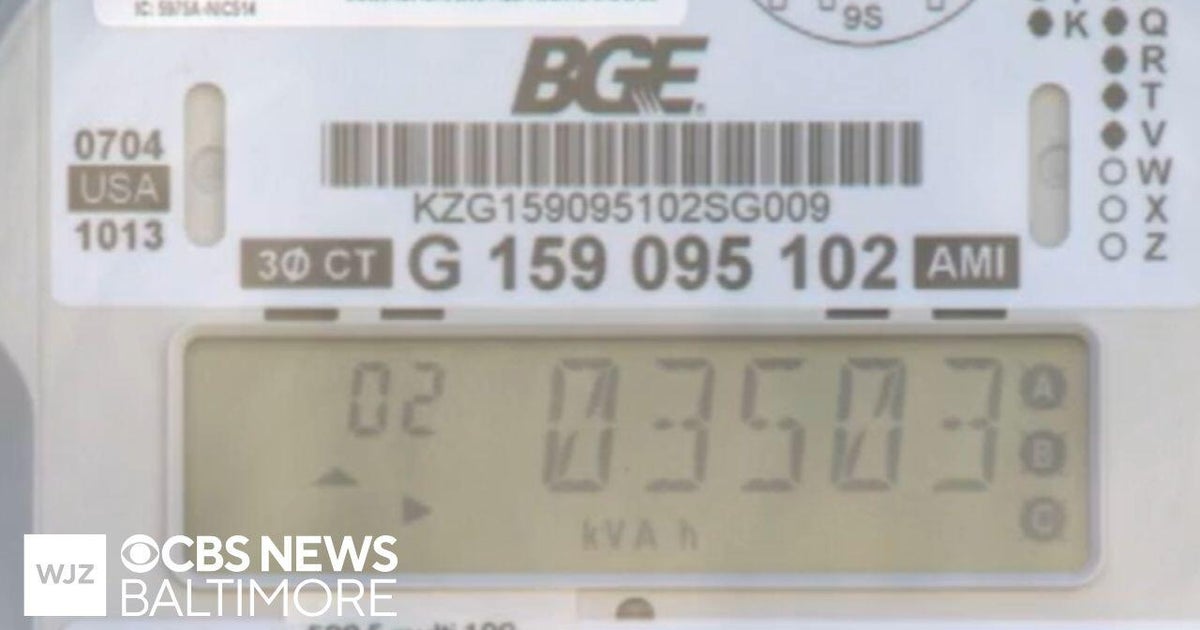 IC: 5975A-NIC514
9S
K Q
R
T
V
W
X
Z
BGE
0704
USA
1013
KZG159095102SG009
3Ø CT G 159 095 102 AMI
02 03503
A
B
C
kVA h
WJZ CBS NEWS
BALTIMORE